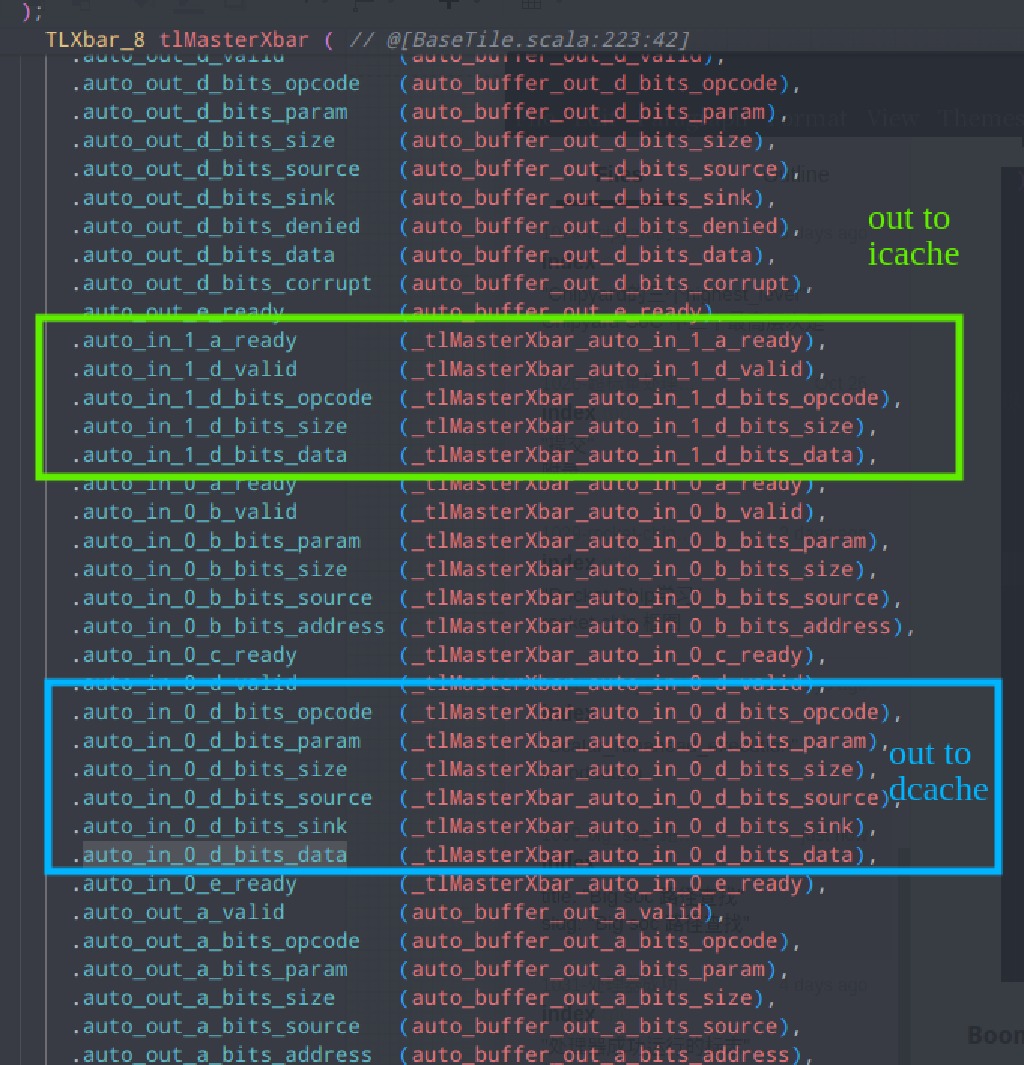 );
TLXbar_8 tlMasterXbar ( // @[BaseTile.scala:223:42]
.auto_out_d_valid (auto_buffer_out_d_valid),
.auto_out_d_bits_opcode (auto_buffer_out_d_bits_opcode),
.auto_out_d_bits_param (auto_buffer_out_d_bits_param),
.auto_out_d_bits_size (auto_buffer_out_d_bits_size),
.auto_out_d_bits_source (auto_buffer_out_d_bits_source),
.auto_out_d_bits_sink (auto_buffer_out_d_bits_sink),
.auto_out_d_bits_denied (auto_buffer_out_d_bits_denied),
.auto_out_d_bits_data (auto_buffer_out_d_bits_data),
.auto_out_d_bits_corrupt (auto_buffer_out_d_bits_corrupt),
out to
icache
.auto_out_e_ready (auto_buffer_out_e_ready),
.auto_in_1_a_ready (_tlMasterXbar_auto_in_1_a_ready),
.auto_in_1_d_valid (_tlMasterXbar_auto_in_1_d_valid),
.auto_in_1_d_bits_opcode (_tlMasterXbar_auto_in_1_d_bits_opcode),
.auto_in_1_d_bits_size (_tlMasterXbar_auto_in_1_d_bits_size),
.auto_in_1_d_bits_data (_tlMasterXbar_auto_in_1_d_bits_data),
.auto_in_0_a_ready (_tlMasterXbar_auto_in_0_a_ready),
.auto_in_0_b_valid (_tlMasterXbar_auto_in_0_b_valid),
.auto_in_0_b_bits_param (_tlMasterXbar_auto_in_0_b_bits_param),
.auto_in_0_b_bits_size (_tlMasterXbar_auto_in_0_b_bits_size),
.auto_in_0_b_bits_source (_tlMasterXbar_auto_in_0_b_bits_source),
.auto_in_0_b_bits_address (_tlMasterXbar_auto_in_0_b_bits_address),
.auto_in_0_c_ready (_tlMasterXbar_auto_in_0_c_ready),
.auto_in_0_d_valid (_tlMasterXbar_auto_in_0_d_valid),
.auto_in_0_d_bits_opcode (_tlMasterXbar_auto_in_0_d_bits_opcode),
.auto_in_0_d_bits_param (_tlMasterXbar_auto_in_0_d_bits_param),
.auto_in_0_d_bits_size (_tlMasterXbar_auto_in_0_d_bits_size),
.auto_in_0_d_bits_source (_tlMasterXbar_auto_in_0_d_bits_source),
out to
dcache
.auto_in_0_d_bits_sink (_tlMasterXbar_auto_in_0_d_bits_sink),
.auto_in_0_d_bits_data (_tlMasterXbar_auto_in_0_d_bits_data),
.auto_in_0_e_ready (_tlMasterXbar_auto_in_0_e_ready),
.auto_out_a_valid (auto_buffer_out_a_valid),
.auto_out_a_bits_opcode (auto_buffer_out_a_bits_opcode),
.auto_out_a_bits_param (auto_buffer_out_a_bits_param),
.auto_out_a_bits_size (auto_buffer_out_a_bits_size),
.auto_out_a_bits_source (auto_buffer_out_a_bits_source),
.auto_out_a_bits_address (auto_buffer_out_a_bits_address),